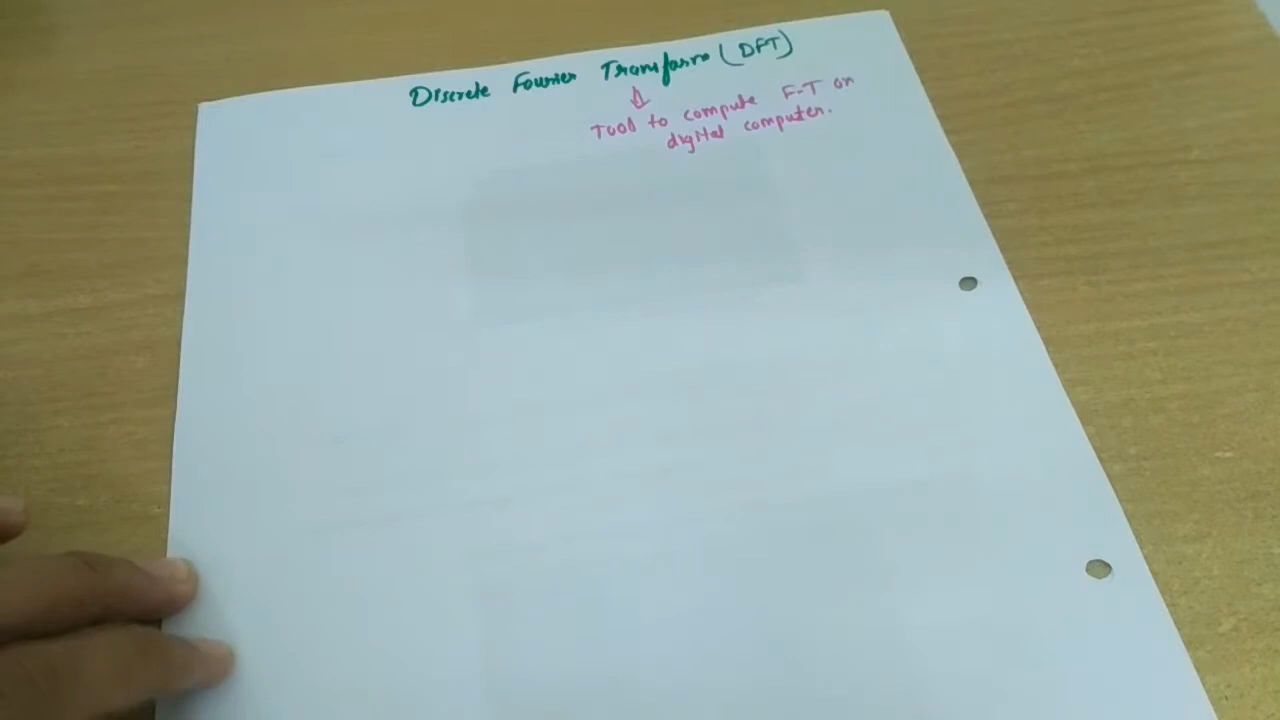 Discrete Fourier Transform (DFT)
Tool to compute F-T on
digital computer.